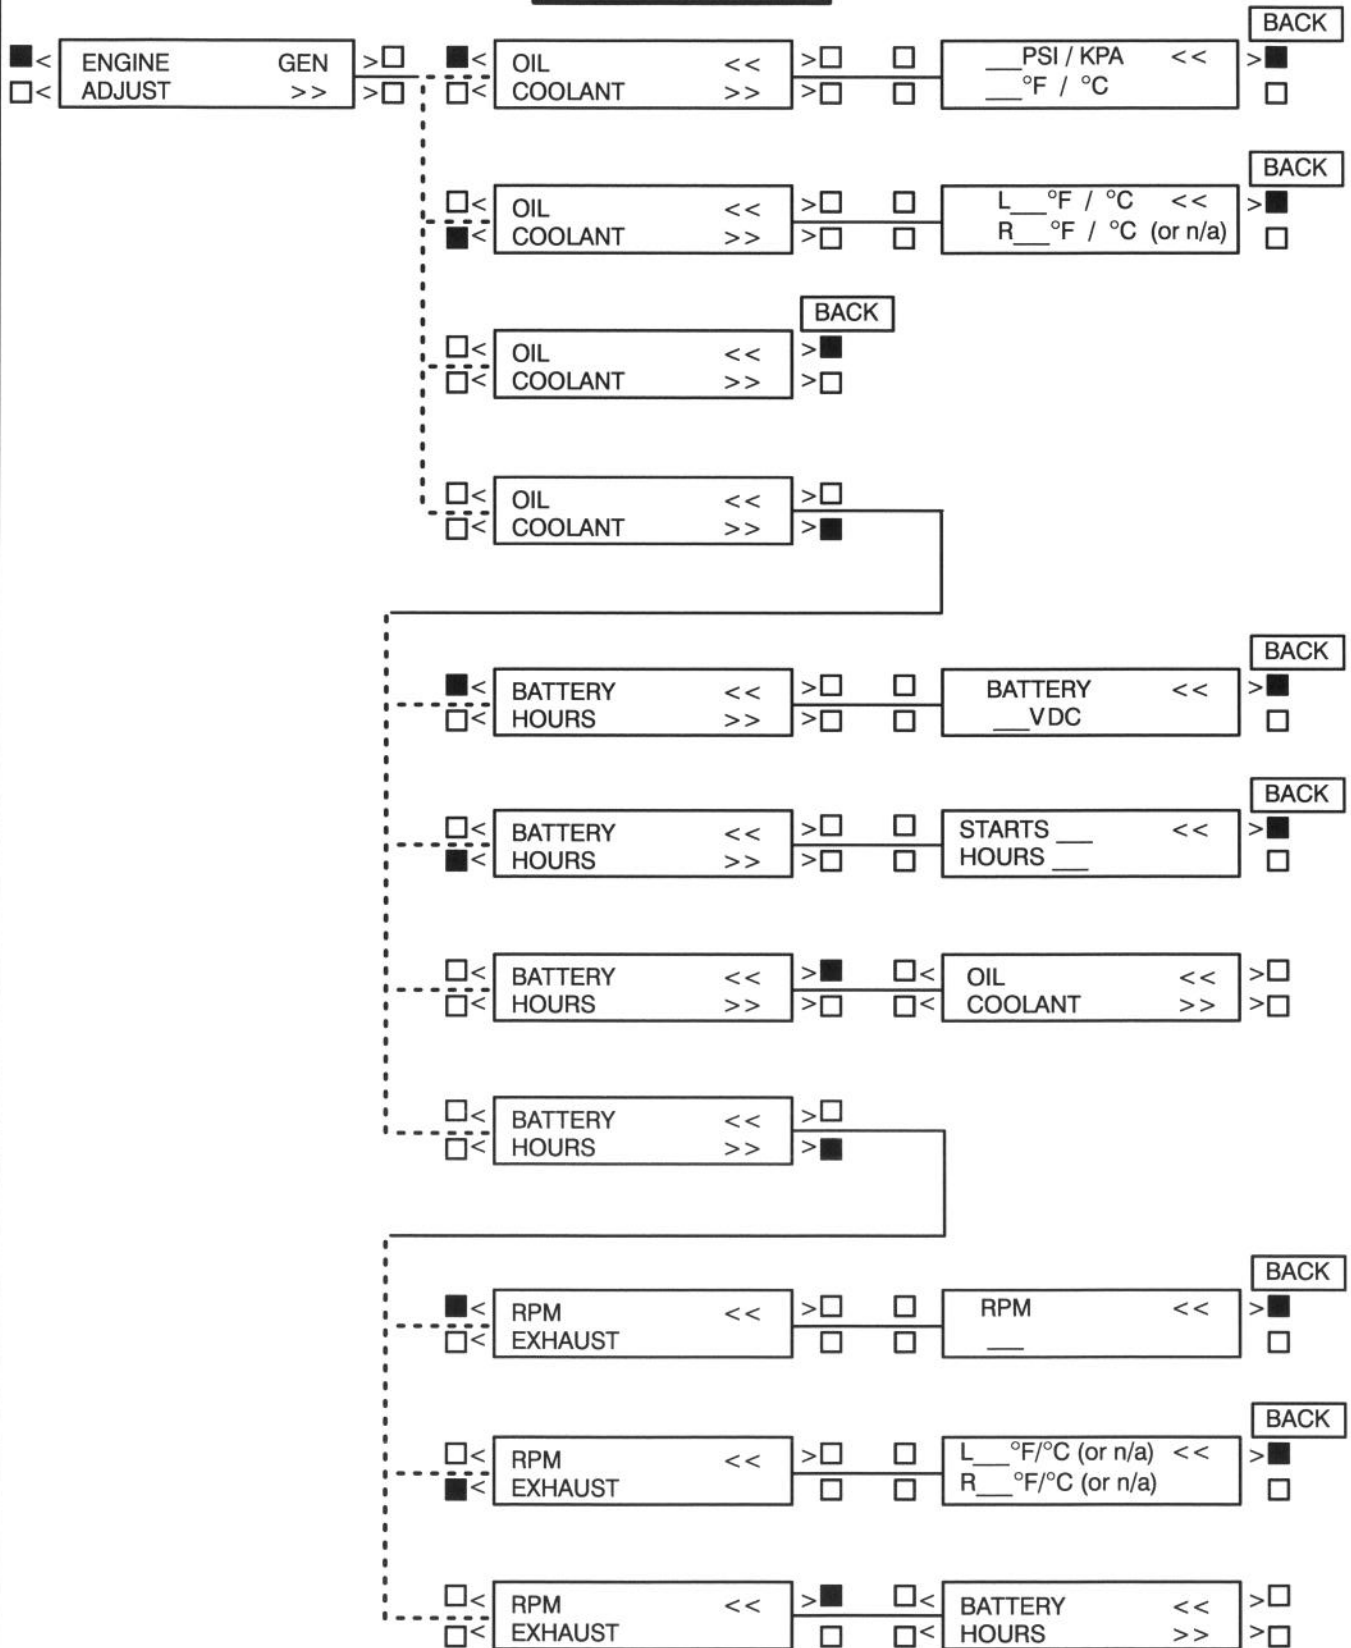 BACK
ENGINE GEN
ADJUST >>
OIL <<
COOLANT >>
___PSI / KPA <<
___°F / °C
BACK
OIL <<
COOLANT >>
L___°F / °C <<
R___°F / °C (or n/a)
BACK
OIL <<
COOLANT >>
OIL <<
COOLANT >>
BACK
BATTERY <<
HOURS >>
BATTERY <<
___VDC
BACK
BATTERY <<
HOURS >>
STARTS ___ <<
HOURS ___
BATTERY <<
HOURS >>
OIL <<
COOLANT >>
BATTERY <<
HOURS >>
BACK
RPM <<
EXHAUST
RPM <<
___
BACK
RPM <<
EXHAUST
L___°F/°C (or n/a) <<
R___°F/°C (or n/a)
RPM <<
EXHAUST
BATTERY <<
HOURS >>